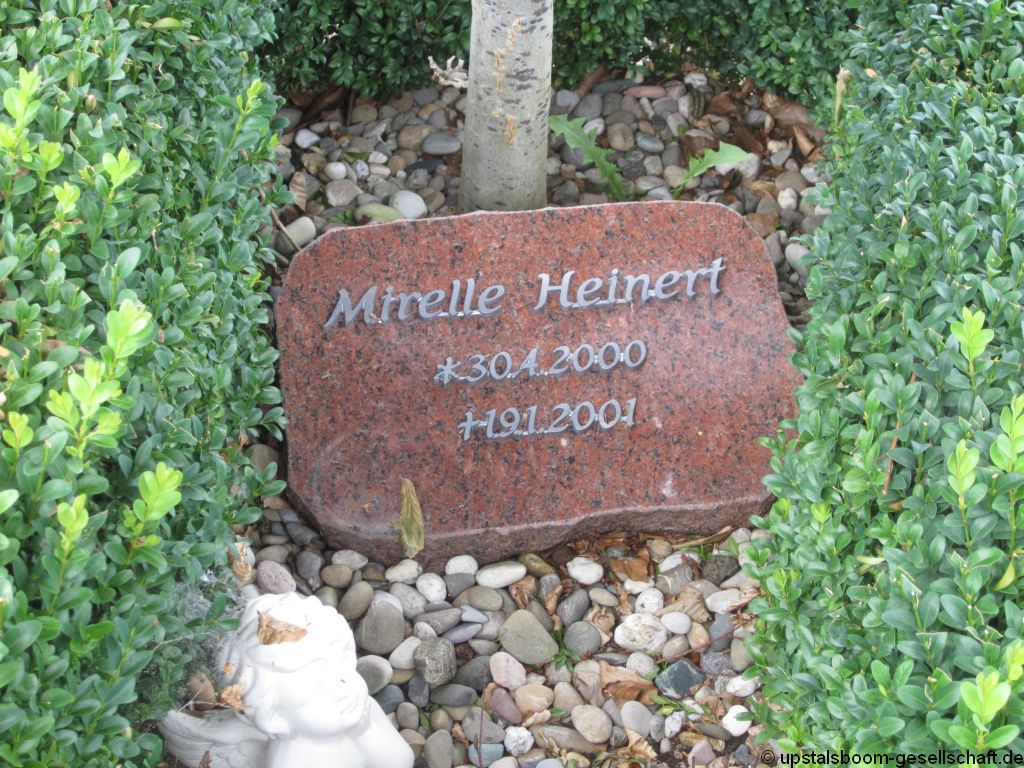 Mirelle Heinert
*30.4.2000
+19.1.2001
© upstalsboom-gesellschaft.de